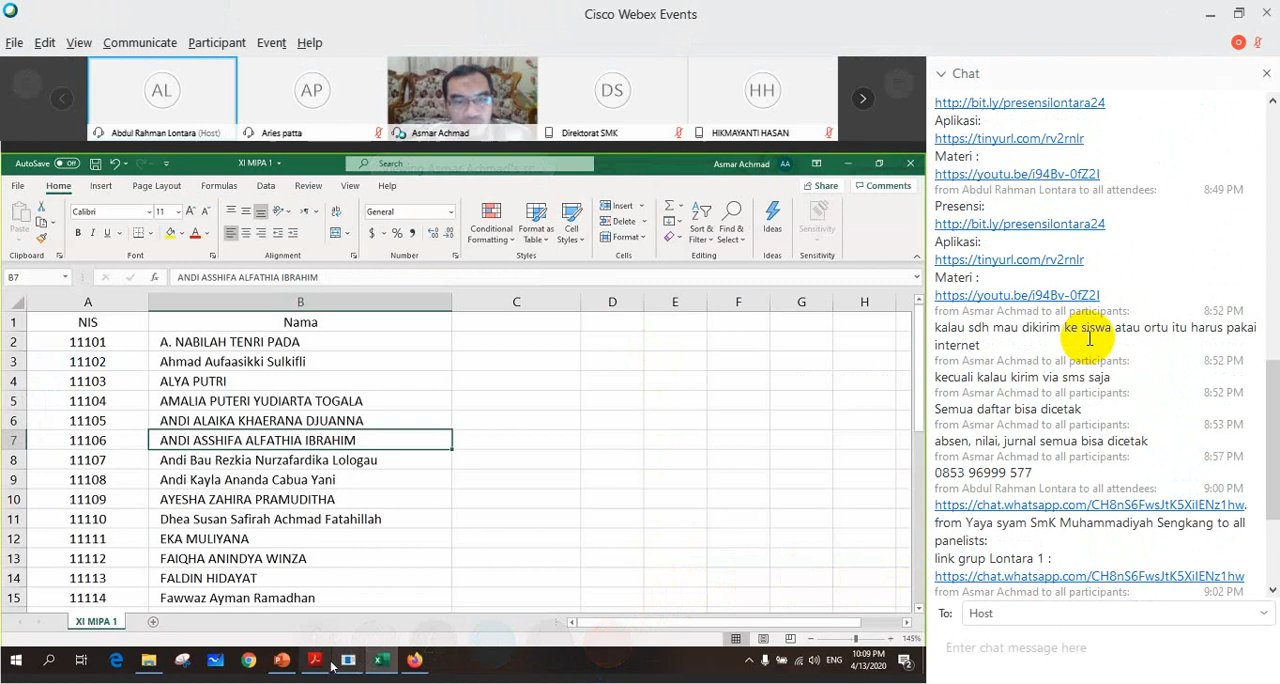 Cisco Webex Events
File Edit View Communicate Participant Event Help
AL
AP
DS
HH
Abdul Rahman Lontara (Host)
Aries patta
Asmar Achmad
Direktorat SMK
HIKMAYANTI HASAN
AutoSave Off
XI MIPA 1
Search
Asmar Achmad
AA
File Home Insert Page Layout Formulas Data Review View Help
Share
Comments
Paste
Calibri
11
General
Conditional Formatting
Format as Table
Cell Styles
Insert
Delete
Format
Sort & Filter
Find & Select
Ideas
Sensitivity
Clipboard Font Alignment Number Styles Cells Editing Ideas Sensitivity
B7
fx
ANDI ASSHIFA ALFATHIA IBRAHIM
A B C D E F G H
1 NIS Nama
2 11101 A. NABILAH TENRI PADA
3 11102 Ahmad Aufaasikki Sulkifli
4 11103 ALYA PUTRI
5 11104 AMALIA PUTERI YUDIARTA TOGALA
6 11105 ANDI ALAIKA KHAERANA DJUANNA
7 11106 ANDI ASSHIFA ALFATHIA IBRAHIM
8 11107 Andi Bau Rezkia Nurzafardika Lologau
9 11108 Andi Kayla Ananda Cabua Yani
10 11109 AYESHA ZAHIRA PRAMUDITHA
11 11110 Dhea Susan Safirah Achmad Fatahillah
12 11111 EKA MULIYANA
13 11112 FAIQHA ANINDYA WINZA
14 11113 FALDIN HIDAYAT
15 11114 Fawwaz Ayman Ramadhan
XI MIPA 1
145%
ENG
10:09 PM
4/13/2020
2
Chat
http://bit.ly/presensilontara24
Aplikasi:
https://tinyurl.com/rv2rnlr
Materi :
https://youtu.be/i94Bv-0fZ2I
from Abdul Rahman Lontara to all attendees: 8:49 PM
Presensi:
http://bit.ly/presensilontara24
Aplikasi:
https://tinyurl.com/rv2rnlr
Materi :
https://youtu.be/i94Bv-0fZ2I
from Asmar Achmad to all participants: 8:52 PM
kalau sdh mau dikirim ke siswa atau ortu itu harus pakai
internet
from Asmar Achmad to all participants: 8:52 PM
kecuali kalau kirim via sms saja
from Asmar Achmad to all participants: 8:52 PM
Semua daftar bisa dicetak
from Asmar Achmad to all participants: 8:53 PM
absen, nilai, jurnal semua bisa dicetak
from Asmar Achmad to all participants: 8:57 PM
0853 96999 577
from Abdul Rahman Lontara to all attendees: 9:00 PM
https://chat.whatsapp.com/CH8nS6FwsJtK5XiIENz1hw.
from Yaya syam SmK Muhammadiyah Sengkang to all
panelists:
link grup Lontara 1 :
https://chat.whatsapp.com/CH8nS6FwsJtK5XiIENz1hw
from Asmar Achmad to all participants: 9:02 PM
To: Host
Enter chat message here